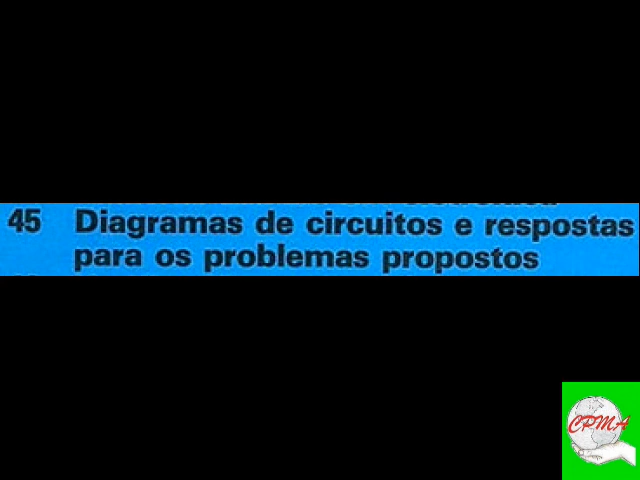 45 Diagramas de circuitos e respostas
para os problemas propostos
CPMA